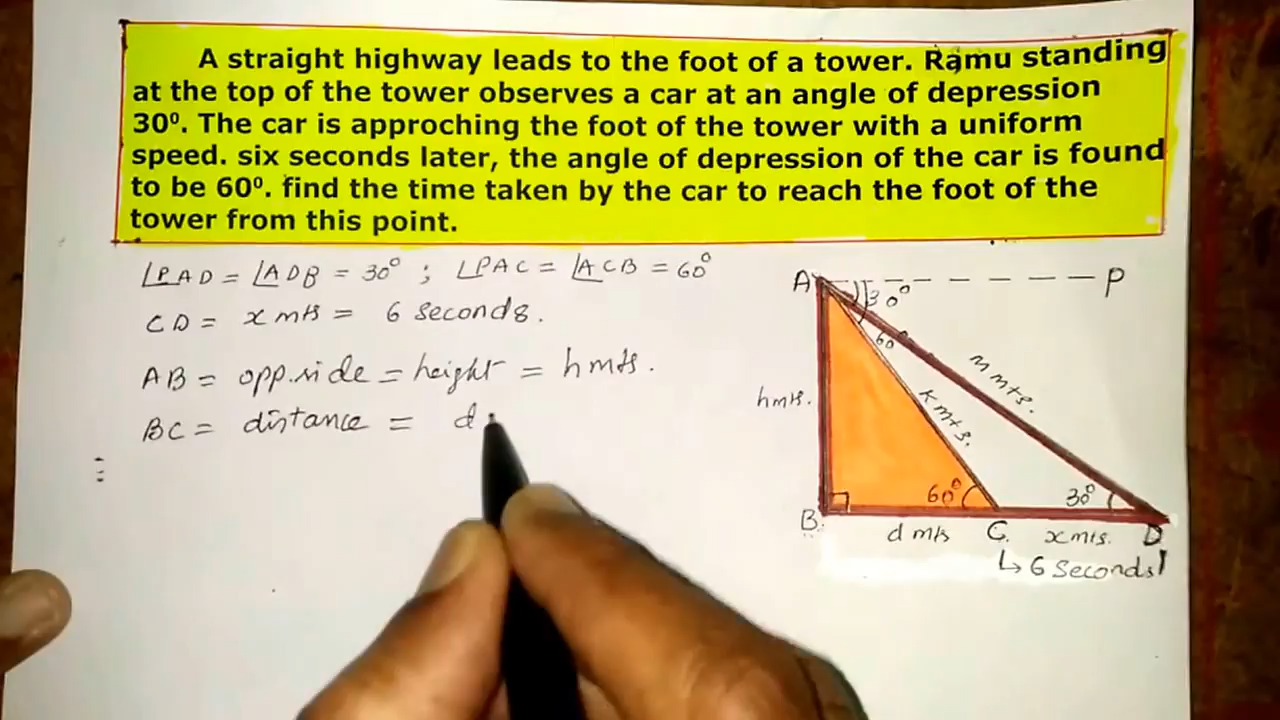 A straight highway leads to the foot of a tower. Ramu standing
at the top of the tower observes a car at an angle of depression
30⁰. The car is approching the foot of the tower with a uniform
speed. six seconds later, the angle of depression of the car is found
to be 60⁰. find the time taken by the car to reach the foot of the
tower from this point.
∠PAD = ∠ADB = 30° ; ∠PAC = ∠ACB = 60°
CD = x mts = 6 seconds.
AB = opp.side = height = h mts.
BC = distance = d
A P
30°
60°
m mts.
h mts.
K mts.
60° 30°
B d mts C x mts. D
↳ 6 Seconds